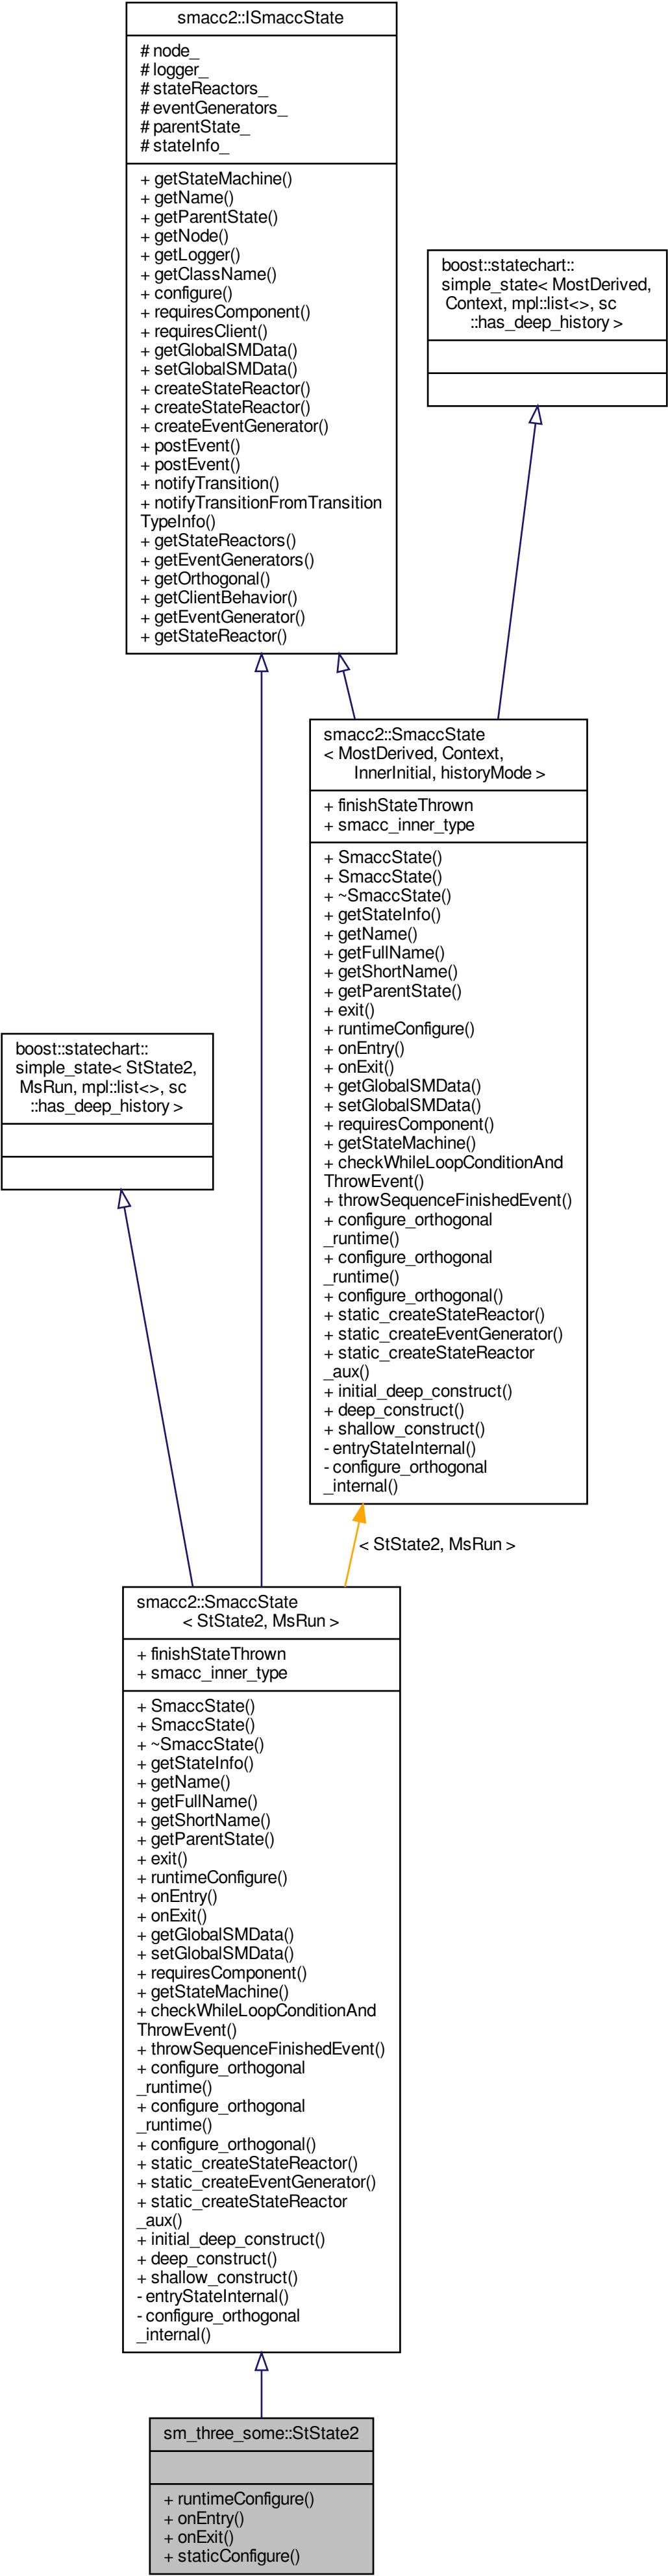 smacc2::ISmaccState
# node_
# logger_
# stateReactors_
# eventGenerators_
# parentState_
# stateInfo_
+ getStateMachine()
+ getName()
+ getParentState()
+ getNode()
+ getLogger()
+ getClassName()
+ configure()
+ requiresComponent()
+ requiresClient()
+ getGlobalSMData()
+ setGlobalSMData()
+ createStateReactor()
+ createStateReactor()
+ createEventGenerator()
+ postEvent()
+ postEvent()
+ notifyTransition()
+ notifyTransitionFromTransition
TypeInfo()
+ getStateReactors()
+ getEventGenerators()
+ getOrthogonal()
+ getClientBehavior()
+ getEventGenerator()
+ getStateReactor()
boost::statechart::
simple_state< MostDerived,
Context, mpl::list<>, sc
::has_deep_history >
smacc2::SmaccState
< MostDerived, Context,
InnerInitial, historyMode >
+ finishStateThrown
+ smacc_inner_type
+ SmaccState()
+ SmaccState()
+ ~SmaccState()
+ getStateInfo()
+ getName()
+ getFullName()
+ getShortName()
+ getParentState()
+ exit()
+ runtimeConfigure()
+ onEntry()
+ onExit()
+ getGlobalSMData()
+ setGlobalSMData()
+ requiresComponent()
+ getStateMachine()
+ checkWhileLoopConditionAnd
ThrowEvent()
+ throwSequenceFinishedEvent()
+ configure_orthogonal
_runtime()
+ configure_orthogonal
_runtime()
+ configure_orthogonal()
+ static_createStateReactor()
+ static_createEventGenerator()
+ static_createStateReactor
_aux()
+ initial_deep_construct()
+ deep_construct()
+ shallow_construct()
- entryStateInternal()
- configure_orthogonal
_internal()
boost::statechart::
simple_state< StState2,
MsRun, mpl::list<>, sc
::has_deep_history >
< StState2, MsRun >
smacc2::SmaccState
< StState2, MsRun >
+ finishStateThrown
+ smacc_inner_type
+ SmaccState()
+ SmaccState()
+ ~SmaccState()
+ getStateInfo()
+ getName()
+ getFullName()
+ getShortName()
+ getParentState()
+ exit()
+ runtimeConfigure()
+ onEntry()
+ onExit()
+ getGlobalSMData()
+ setGlobalSMData()
+ requiresComponent()
+ getStateMachine()
+ checkWhileLoopConditionAnd
ThrowEvent()
+ throwSequenceFinishedEvent()
+ configure_orthogonal
_runtime()
+ configure_orthogonal
_runtime()
+ configure_orthogonal()
+ static_createStateReactor()
+ static_createEventGenerator()
+ static_createStateReactor
_aux()
+ initial_deep_construct()
+ deep_construct()
+ shallow_construct()
- entryStateInternal()
- configure_orthogonal
_internal()
sm_three_some::StState2
+ runtimeConfigure()
+ onEntry()
+ onExit()
+ staticConfigure()